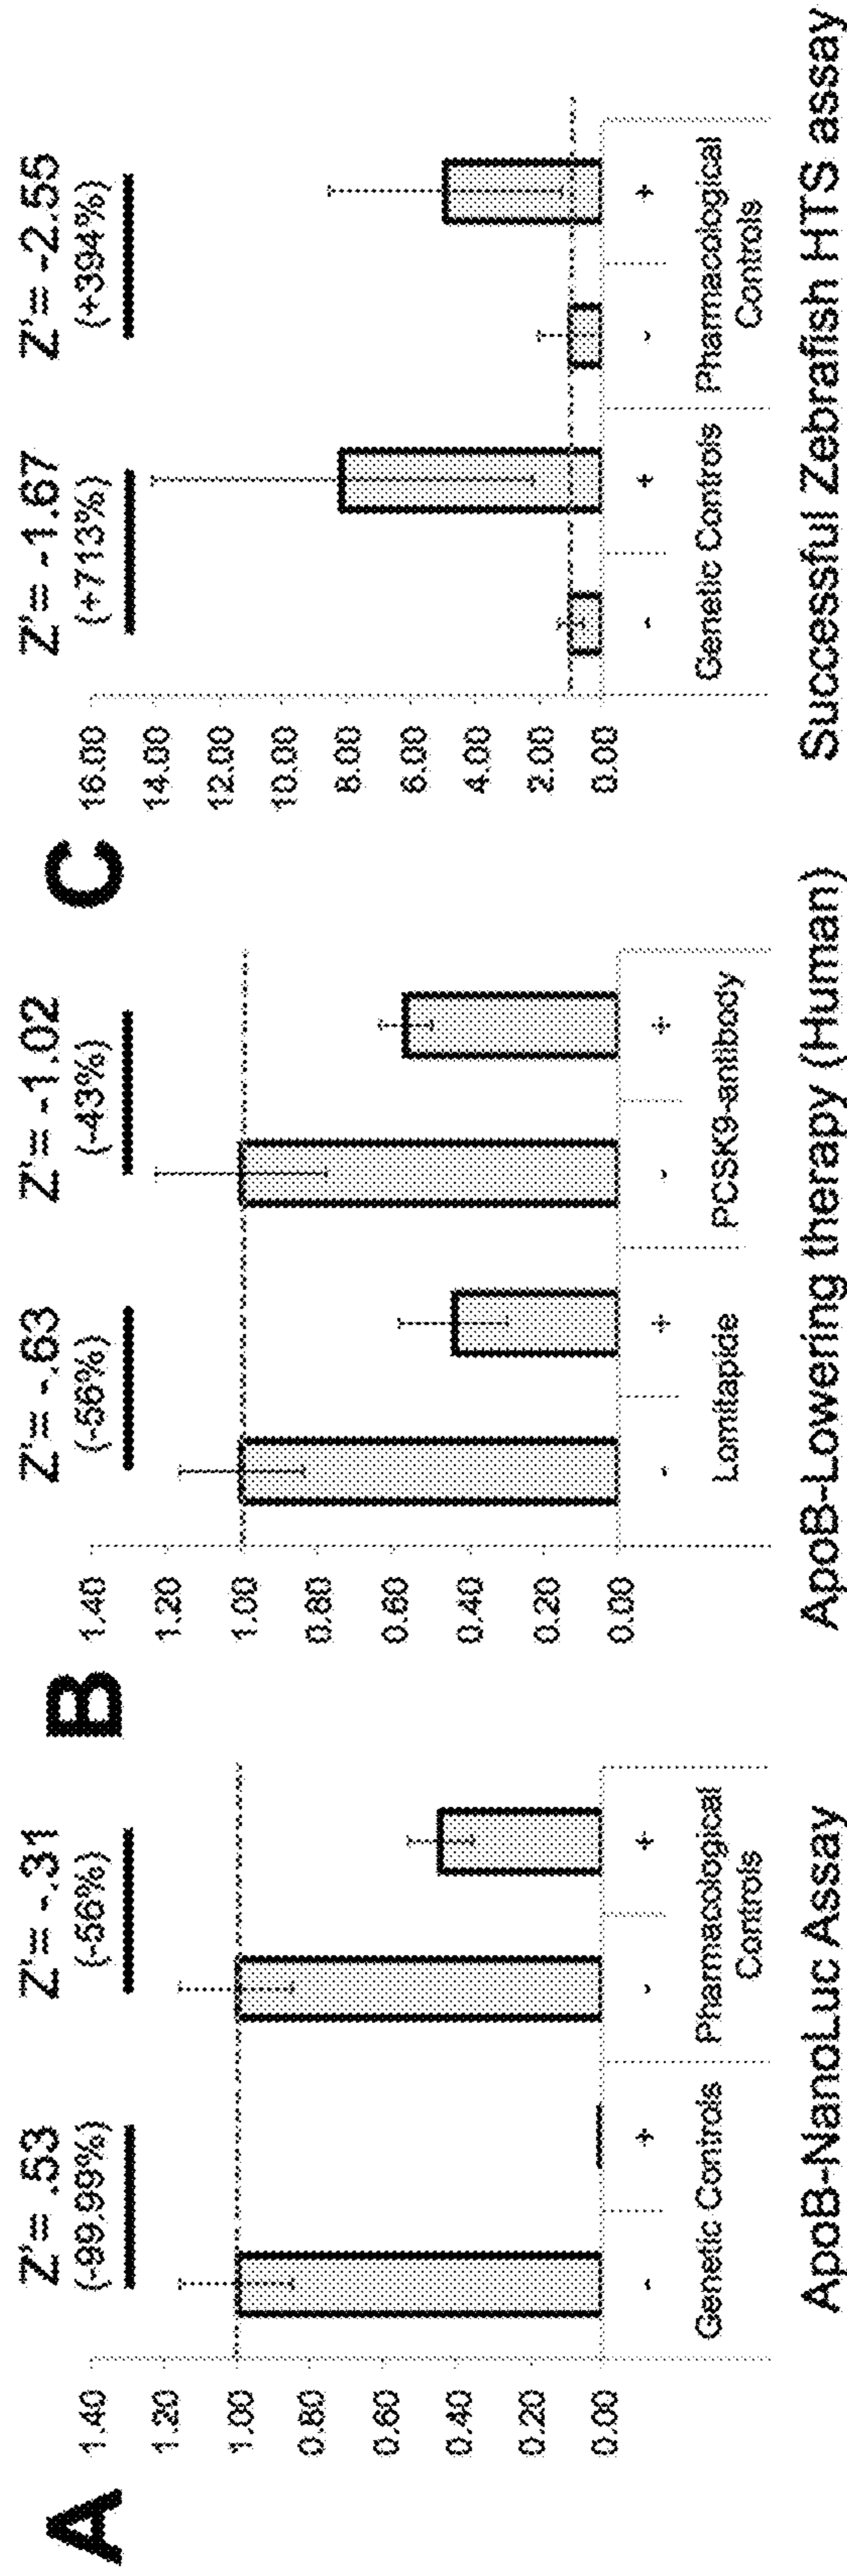 A
Z'= .53
(-99.99%)
Z'= -.31
(-56%)
1.40
1.20
1.00
0.80
0.60
0.40
0.20
0.00
-
+
-
+
Genetic Controls
Pharmacological
Controls
ApoB-NanoLuc Assay
B
Z'= -.63
(-56%)
Z'= -1.02
(-43%)
1.40
1.20
1.00
0.80
0.60
0.40
0.20
0.00
-
+
-
+
Lomitapide
PCSK9-antibody
ApoB-Lowering therapy (Human)
C
Z'= -1.67
(+713%)
Z'= -2.55
(+394%)
16.00
14.00
12.00
10.00
8.00
6.00
4.00
2.00
0.00
-
+
-
+
Genetic Controls
Pharmacological
Controls
Successful Zebrafish HTS assay